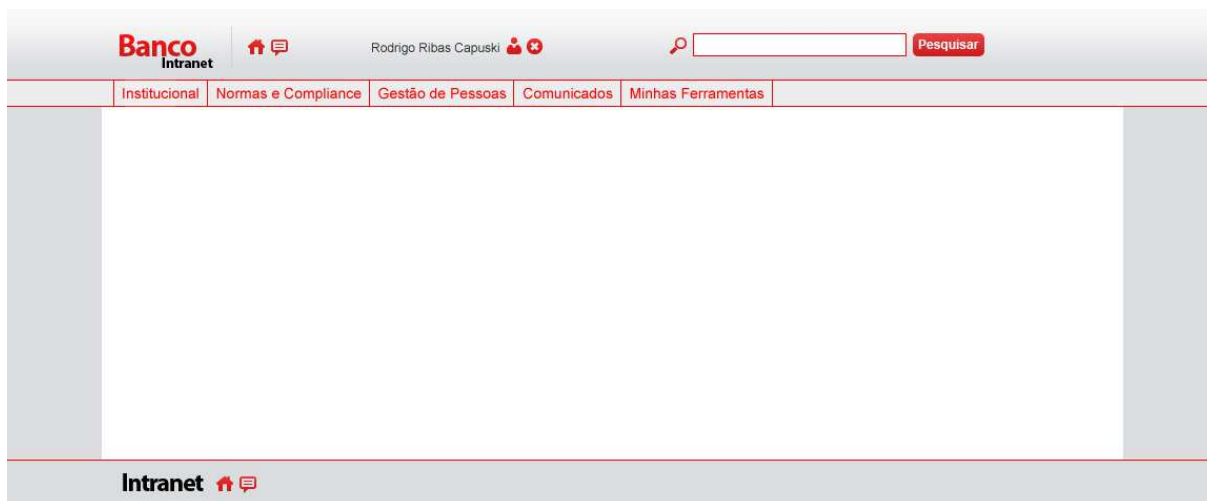 Banco
Intranet
Rodrigo Ribas Capuski
Pesquisar
Institucional Normas e Compliance Gestão de Pessoas Comunicados Minhas Ferramentas
Intranet